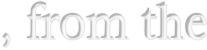 , from the